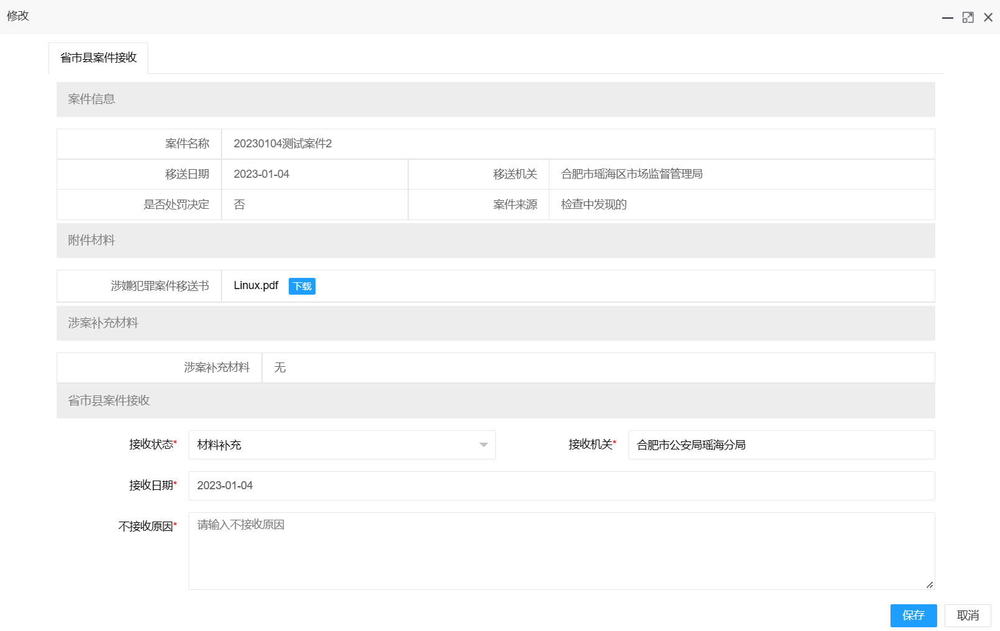 修改
省市县案件接收
案件信息
案件名称 20230104测试案件2
移送日期 2023-01-04 移送机关 合肥市瑶海区市场监督管理局
是否处罚决定 否 案件来源 检查中发现的
附件材料
涉嫌犯罪案件移送书 Linux.pdf 下载
涉案补充材料
涉案补充材料 无
省市县案件接收
接收状态* 材料补充 接收机关* 合肥市公安局瑶海分局
接收日期* 2023-01-04
不接收原因* 请输入不接收原因
保存 取消